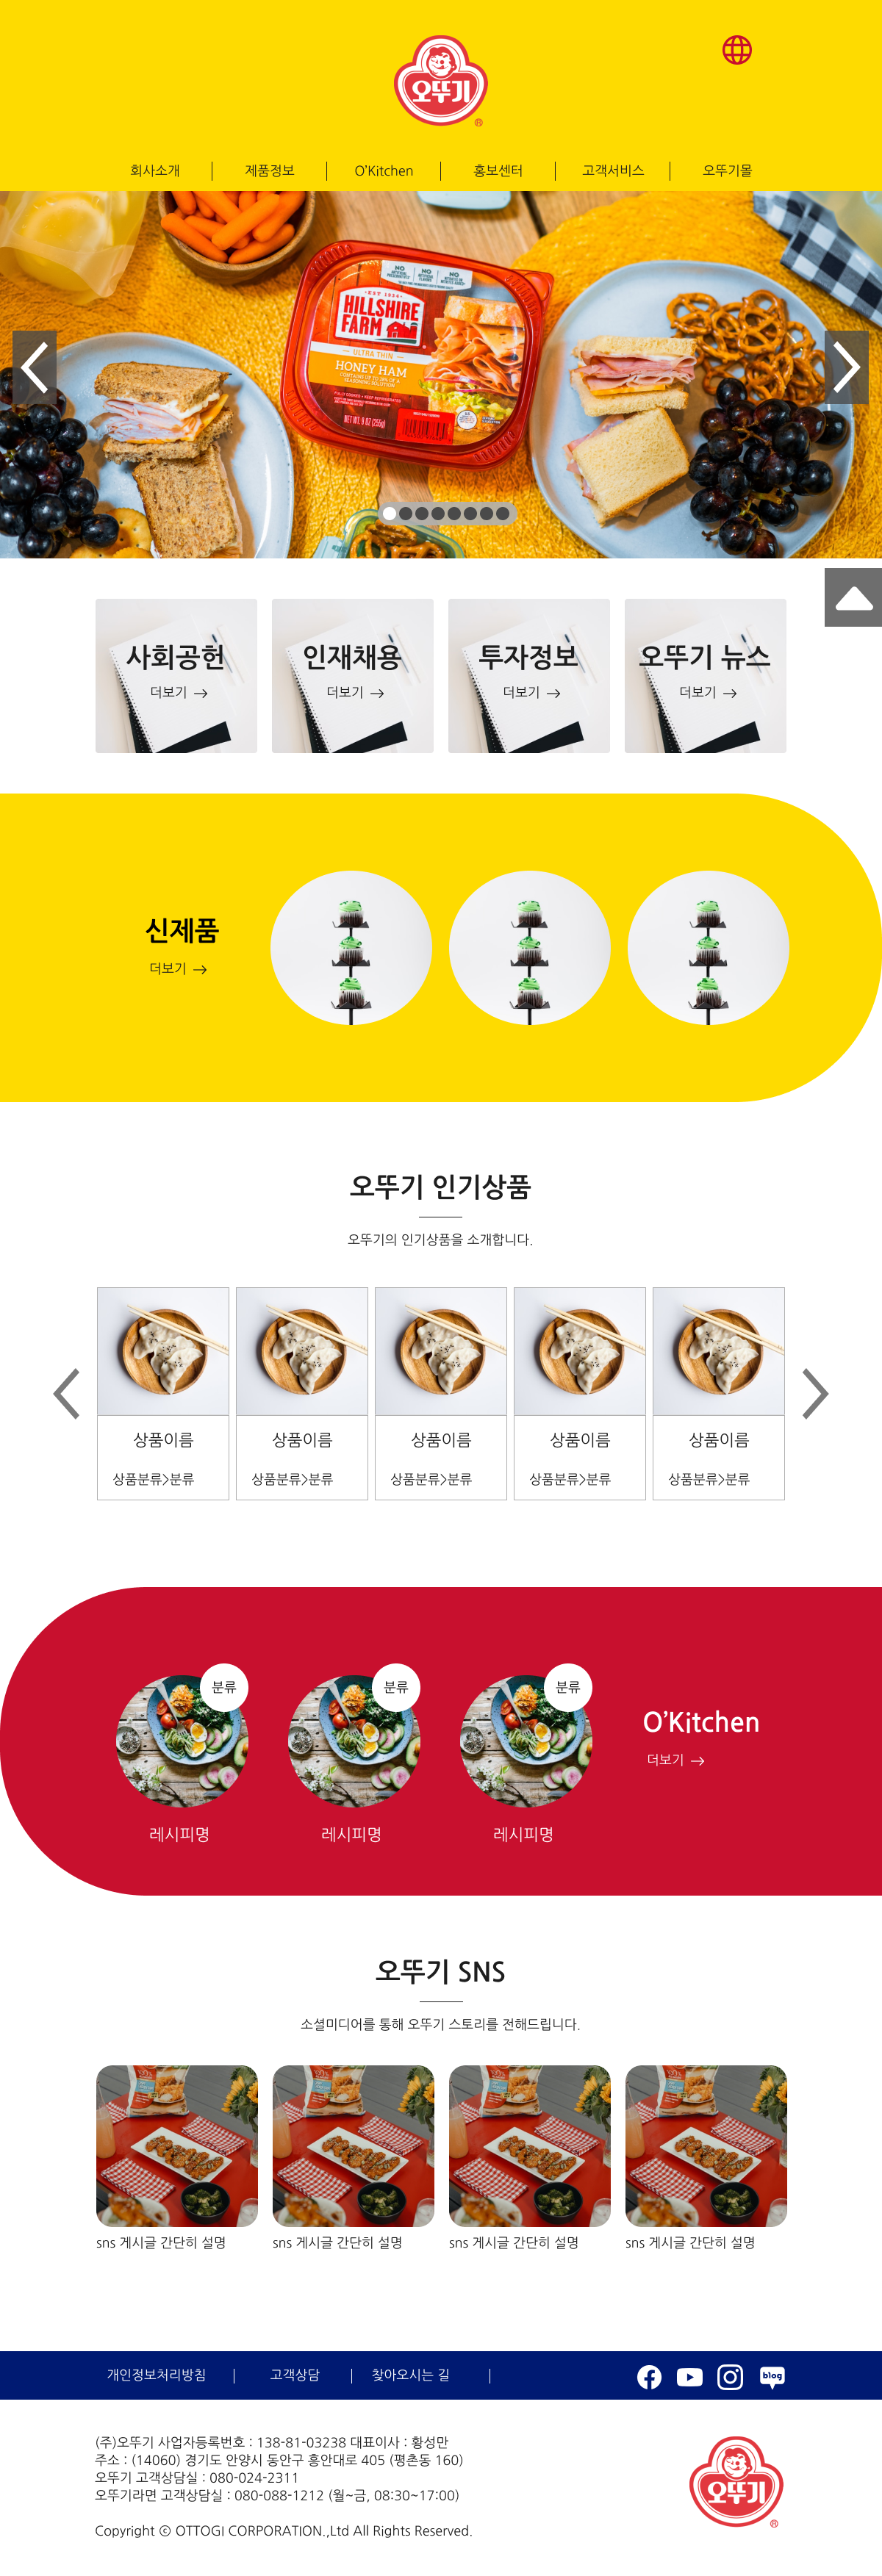 오뚜기
®
회사소개
제품정보
O'Kitchen
홍보센터
고객서비스
오뚜기몰
NO
NO
NO
EST. 1934
HILLSHIRE
FARM
ULTRA THIN
HONEY HAM
NET WT. 9 OZ (255g)
사회공헌
더보기 →
인재채용
더보기 →
투자정보
더보기 →
오뚜기 뉴스
더보기 →
신제품
더보기 →
오뚜기 인기상품
오뚜기의 인기상품을 소개합니다.
상품이름
상품분류>분류
상품이름
상품분류>분류
상품이름
상품분류>분류
상품이름
상품분류>분류
상품이름
상품분류>분류
분류
레시피명
분류
레시피명
분류
레시피명
O'Kitchen
더보기 →
오뚜기 SNS
소셜미디어를 통해 오뚜기 스토리를 전해드립니다.
sns 게시글 간단히 설명
sns 게시글 간단히 설명
sns 게시글 간단히 설명
sns 게시글 간단히 설명
개인정보처리방침
고객상담
찾아오시는 길
blog
(주)오뚜기 사업자등록번호 : 138-81-03238 대표이사 : 황성만
주소 : (14060) 경기도 안양시 동안구 흥안대로 405 (평촌동 160)
오뚜기 고객상담실 : 080-024-2311
오뚜기라면 고객상담실 : 080-088-1212 (월~금, 08:30~17:00)
Copyright ⓒ OTTOGI CORPORATION.,Ltd All Rights Reserved.
오뚜기
®